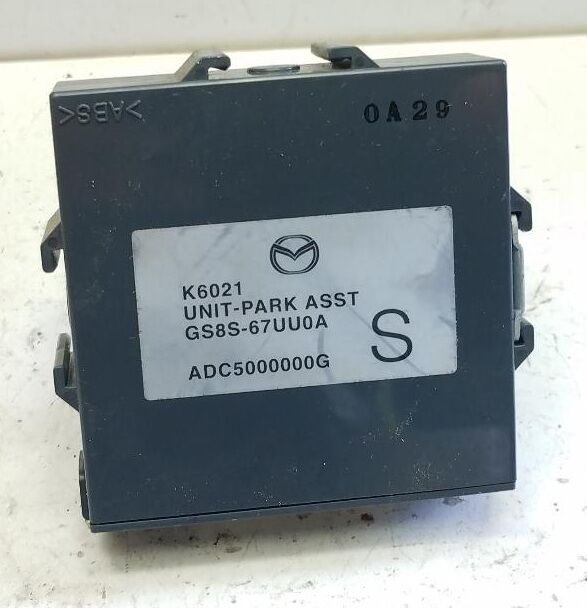 >ABS<
0A29
K6021
UNIT-PARK ASST
GS8S-67UU0A
S
ADC5000000G